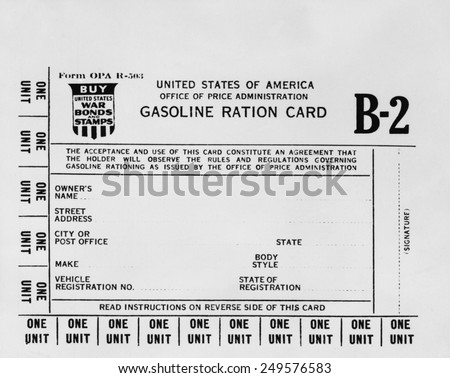 Form OPA R-503
BUY
UNITED STATES
WAR
BONDS
AND
STAMPS
UNITED STATES OF AMERICA
OFFICE OF PRICE ADMINISTRATION
GASOLINE RATION CARD
B-2
THE ACCEPTANCE AND USE OF THIS CARD CONSTITUTE AN AGREEMENT THAT
THE HOLDER WILL OBSERVE THE RULES AND REGULATIONS GOVERNING
GASOLINE RATIONING AS ISSUED BY THE OFFICE OF PRICE ADMINISTRATION
OWNER'S
NAME
STREET
ADDRESS
CITY OR
POST OFFICE STATE
BODY
MAKE STYLE
VEHICLE STATE OF
REGISTRATION NO. REGISTRATION
(SIGNATURE)
READ INSTRUCTIONS ON REVERSE SIDE OF THIS CARD
ONE
UNIT
ONE
UNIT
ONE
UNIT
ONE
UNIT
ONE
UNIT
ONE ONE ONE ONE ONE ONE ONE ONE ONE
UNIT UNIT UNIT UNIT UNIT UNIT UNIT UNIT UNIT
shutterstock
shutterstock
IMAGE ID: 249576583
www.shutterstock.com